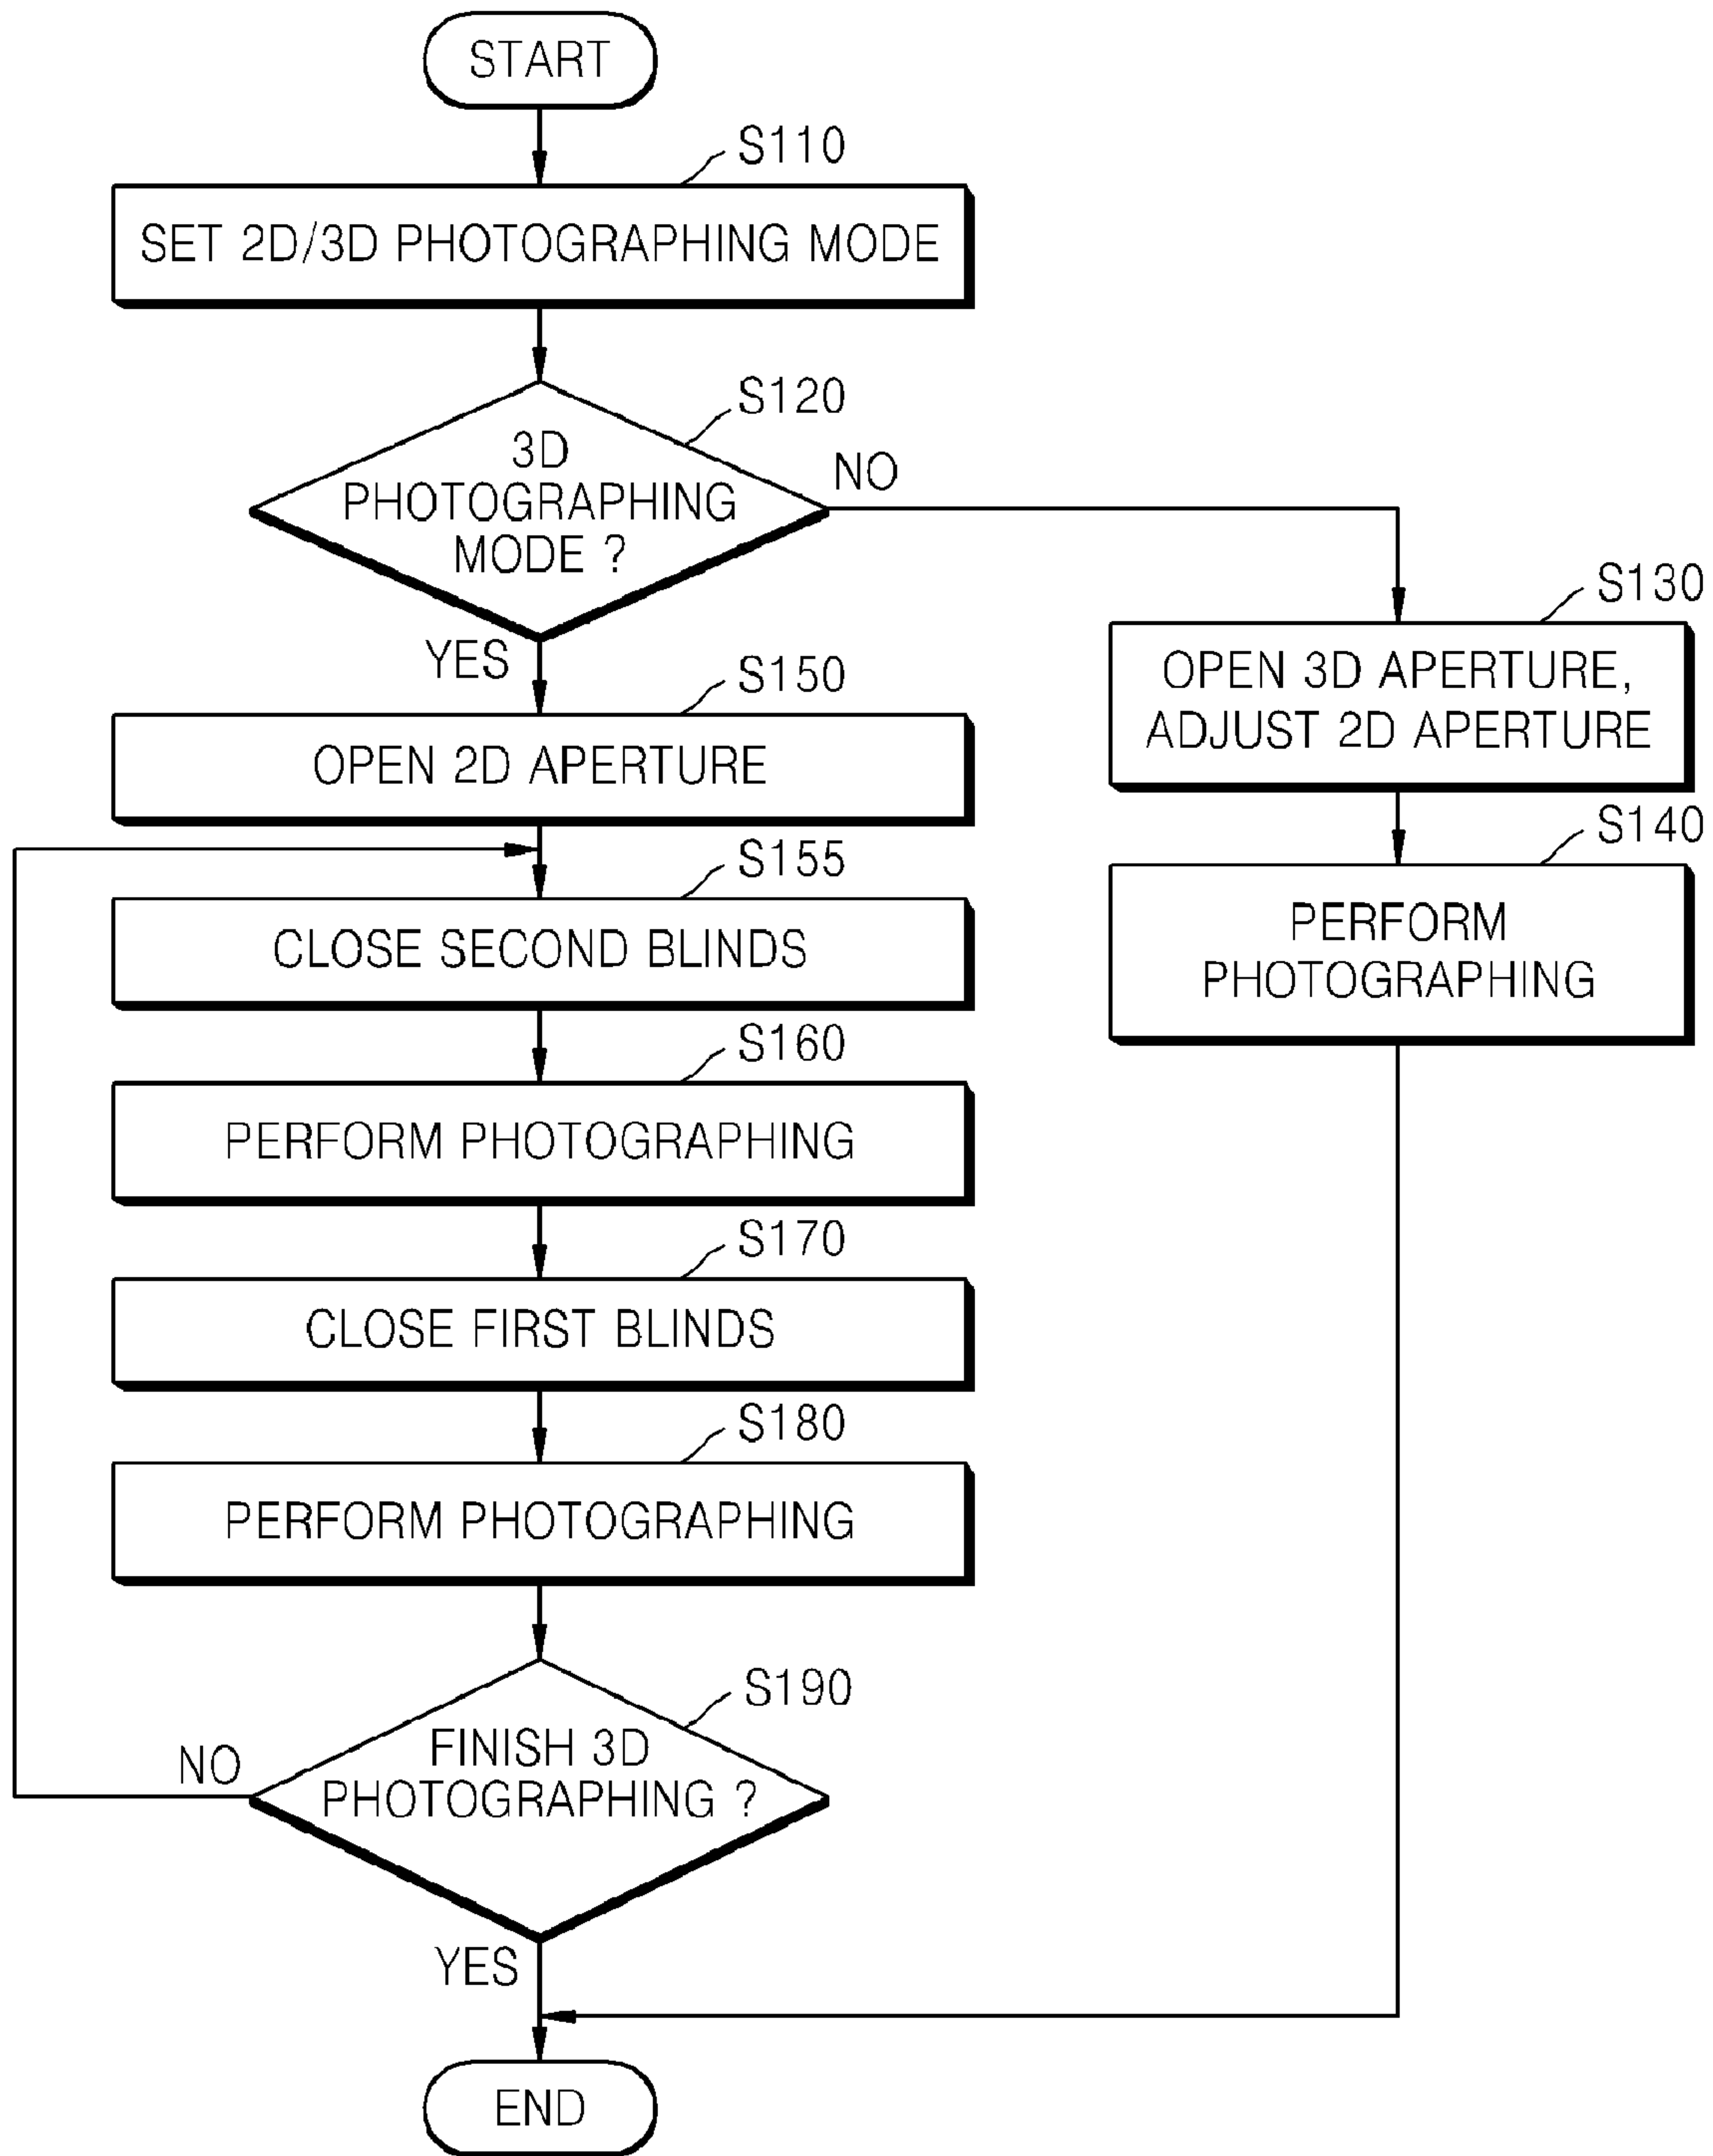 START
S110
SET 2D/3D PHOTOGRAPHING MODE
S120
3D
PHOTOGRAPHING
MODE ?
NO
YES
S130
OPEN 3D APERTURE,
ADJUST 2D APERTURE
S140
PERFORM
PHOTOGRAPHING
S150
OPEN 2D APERTURE
S155
CLOSE SECOND BLINDS
S160
PERFORM PHOTOGRAPHING
S170
CLOSE FIRST BLINDS
S180
PERFORM PHOTOGRAPHING
S190
FINISH 3D
PHOTOGRAPHING ?
NO
YES
END